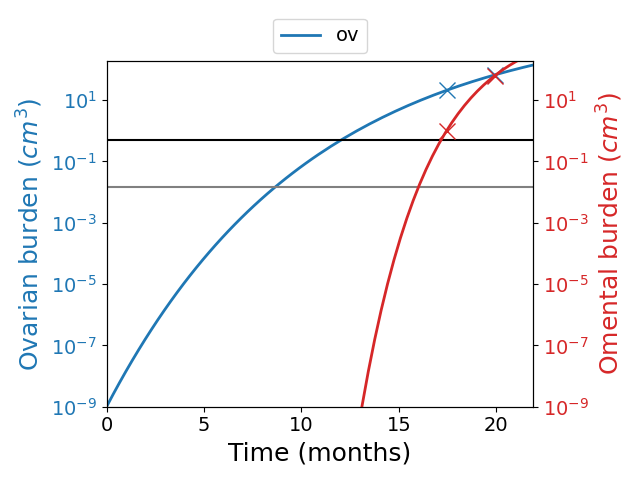 ov
Ovarian burden (cm³)
10¹
10⁻¹
10⁻³
10⁻⁵
10⁻⁷
10⁻⁹
10¹
10⁻¹
10⁻³
10⁻⁵
10⁻⁷
10⁻⁹
Omental burden (cm³)
0 5 10 15 20
Time (months)